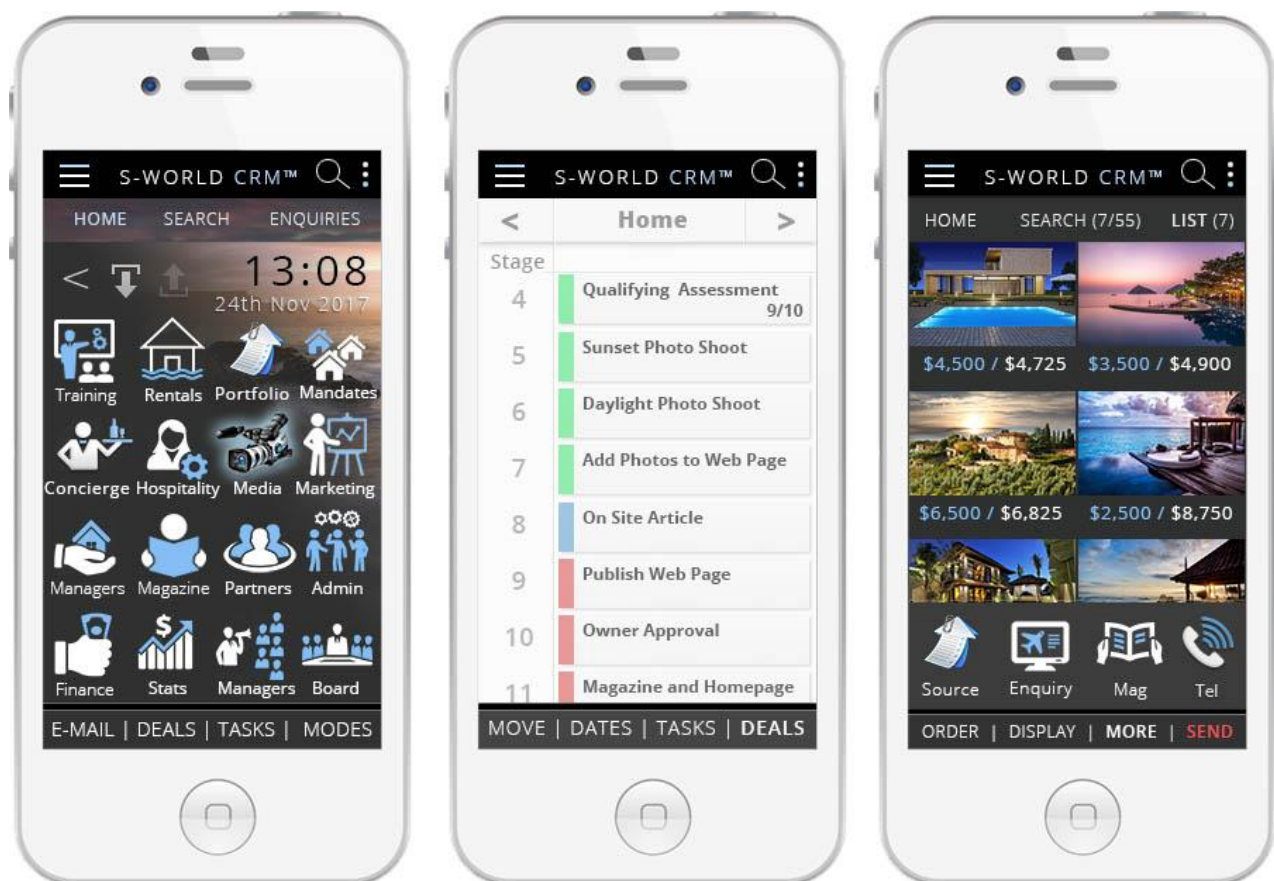 S-WORLD CRM™
HOME SEARCH ENQUIRIES
13:08
24th Nov 2017
Training Rentals Portfolio Mandates
Concierge Hospitality Media Marketing
Managers Magazine Partners Admin
Finance Stats Managers Board
E-MAIL | DEALS | TASKS | MODES
S-WORLD CRM™
< Home >
Stage
4 Qualifying Assessment
9/10
5 Sunset Photo Shoot
6 Daylight Photo Shoot
7 Add Photos to Web Page
8 On Site Article
9 Publish Web Page
10 Owner Approval
11 Magazine and Homepage
MOVE | DATES | TASKS | DEALS
S-WORLD CRM™
HOME SEARCH (7/55) LIST (7)
$4,500 / $4,725 $3,500 / $4,900
$6,500 / $6,825 $2,500 / $8,750
Source Enquiry Mag Tel
ORDER | DISPLAY | MORE | SEND